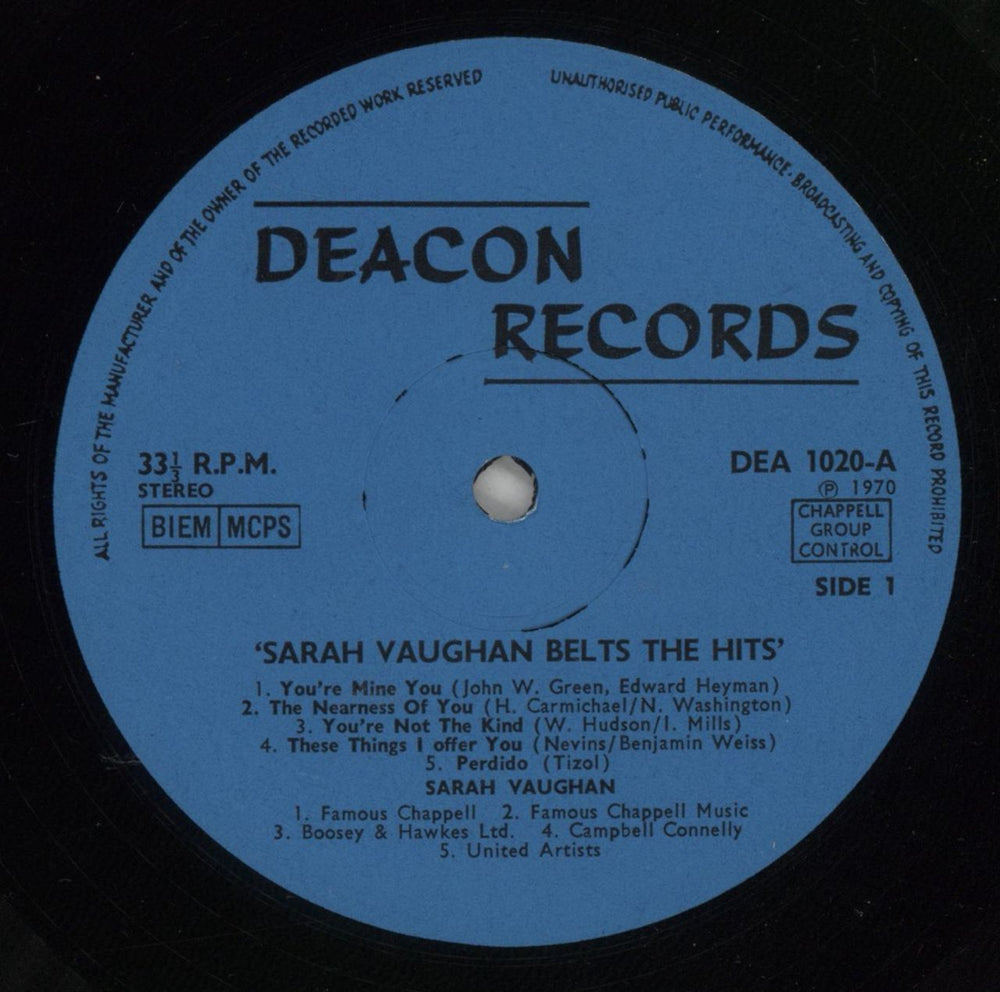 ALL RIGHTS OF THE MANUFACTURER AND OF THE OWNER OF THE RECORDED WORK RESERVED
UNAUTHORISED PUBLIC PERFORMANCE · BROADCASTING AND COPYING OF THIS RECORD PROHIBITED
DEACON
RECORDS
33⅓ R.P.M.
STEREO
BIEM MCPS
DEA 1020-A
Ⓟ 1970
CHAPPELL
GROUP
CONTROL
SIDE 1
‘SARAH VAUGHAN BELTS THE HITS’
1. You're Mine You (John W. Green, Edward Heyman)
2. The Nearness Of You (H. Carmichael/N. Washington)
3. You're Not The Kind (W. Hudson/I. Mills)
4. These Things I offer You (Nevins/Benjamin Weiss)
5. Perdido (Tizol)
SARAH VAUGHAN
1. Famous Chappell 2. Famous Chappell Music
3. Boosey & Hawkes Ltd. 4. Campbell Connelly
5. United Artists